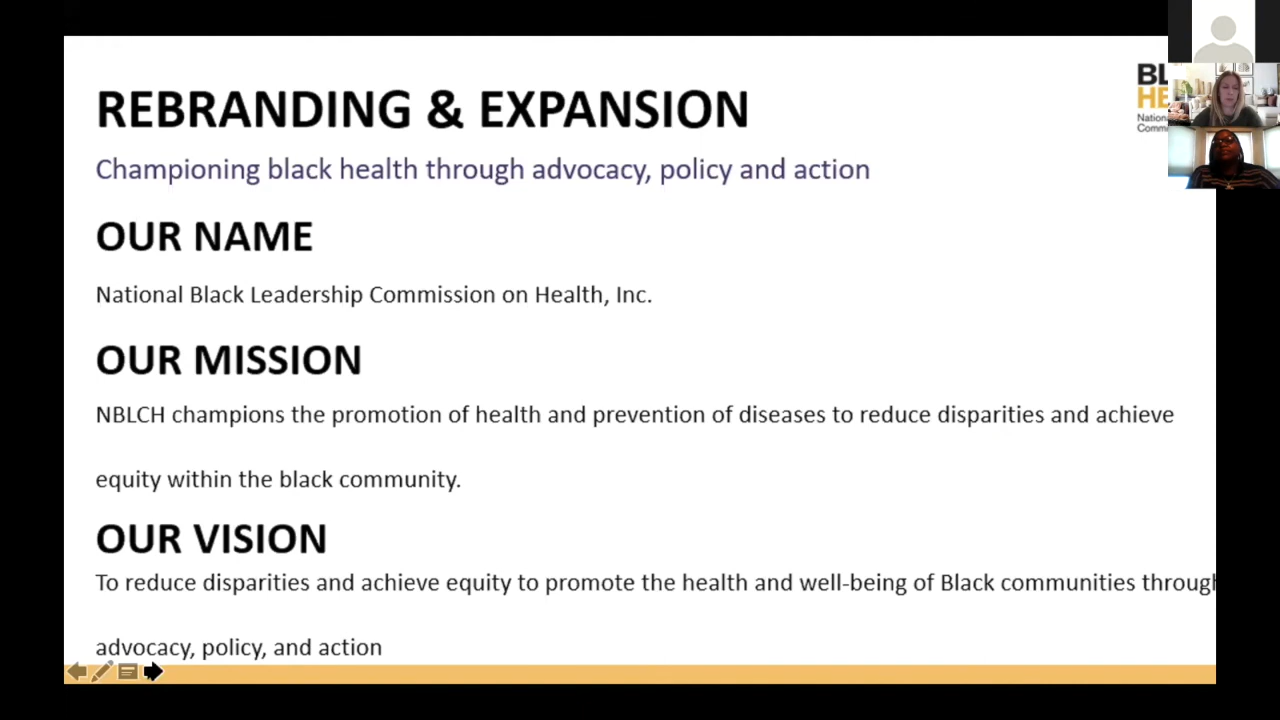 REBRANDING & EXPANSION
Championing black health through advocacy, policy and action
OUR NAME
National Black Leadership Commission on Health, Inc.
OUR MISSION
NBLCH champions the promotion of health and prevention of diseases to reduce disparities and achieve
equity within the black community.
OUR VISION
To reduce disparities and achieve equity to promote the health and well-being of Black communities through
advocacy, policy, and action